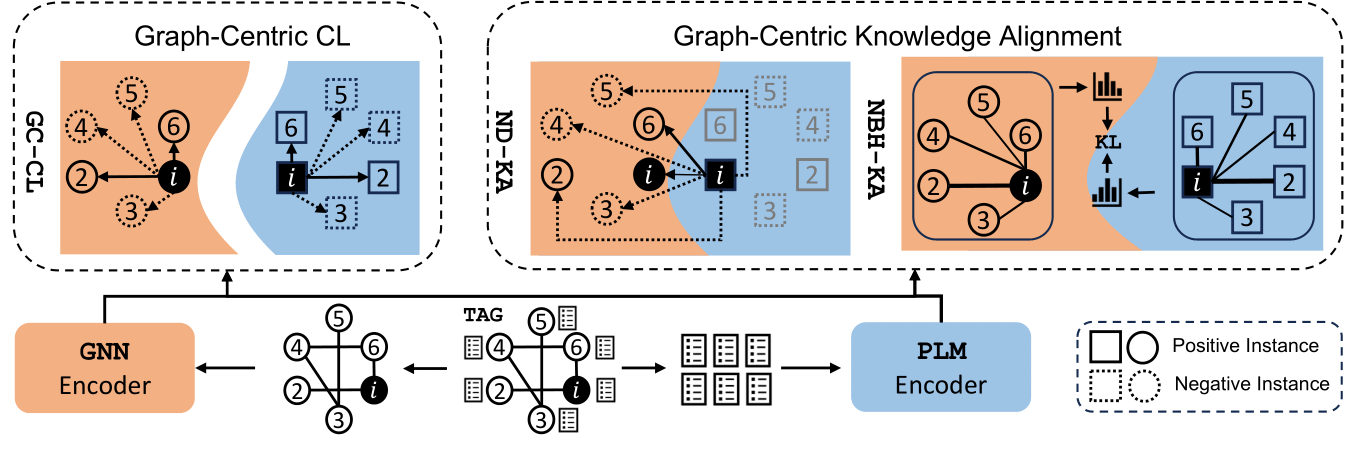 Graph-Centric CL
Graph-Centric Knowledge Alignment
GC-CL
5
4
6
2
i
3
5
6
4
i
2
3
ND-KA
5
5
4
6
6
4
2
i
i
2
3
3
NBH-KA
5
4
6
2
i
3
KL
5
6
4
i
2
3
GNN
Encoder
5
4
6
2
i
3
TAG
5
4
6
2
i
3
PLM
Encoder
Positive Instance
Negative Instance